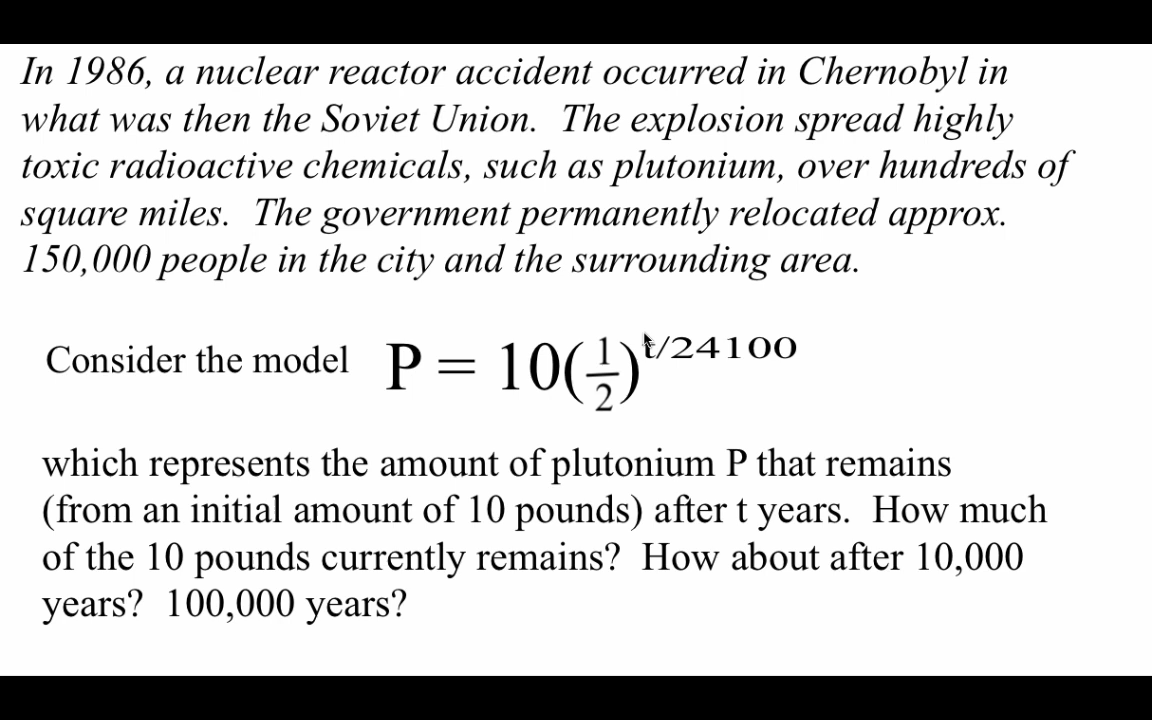 In 1986, a nuclear reactor accident occurred in Chernobyl in
what was then the Soviet Union.  The explosion spread highly
toxic radioactive chemicals, such as plutonium, over hundreds of
square miles.  The government permanently relocated approx.
150,000 people in the city and the surrounding area.
Consider the model P = 10(1/2)^t/24100
which represents the amount of plutonium P that remains
(from an initial amount of 10 pounds) after t years.  How much
of the 10 pounds currently remains?  How about after 10,000
years?  100,000 years?